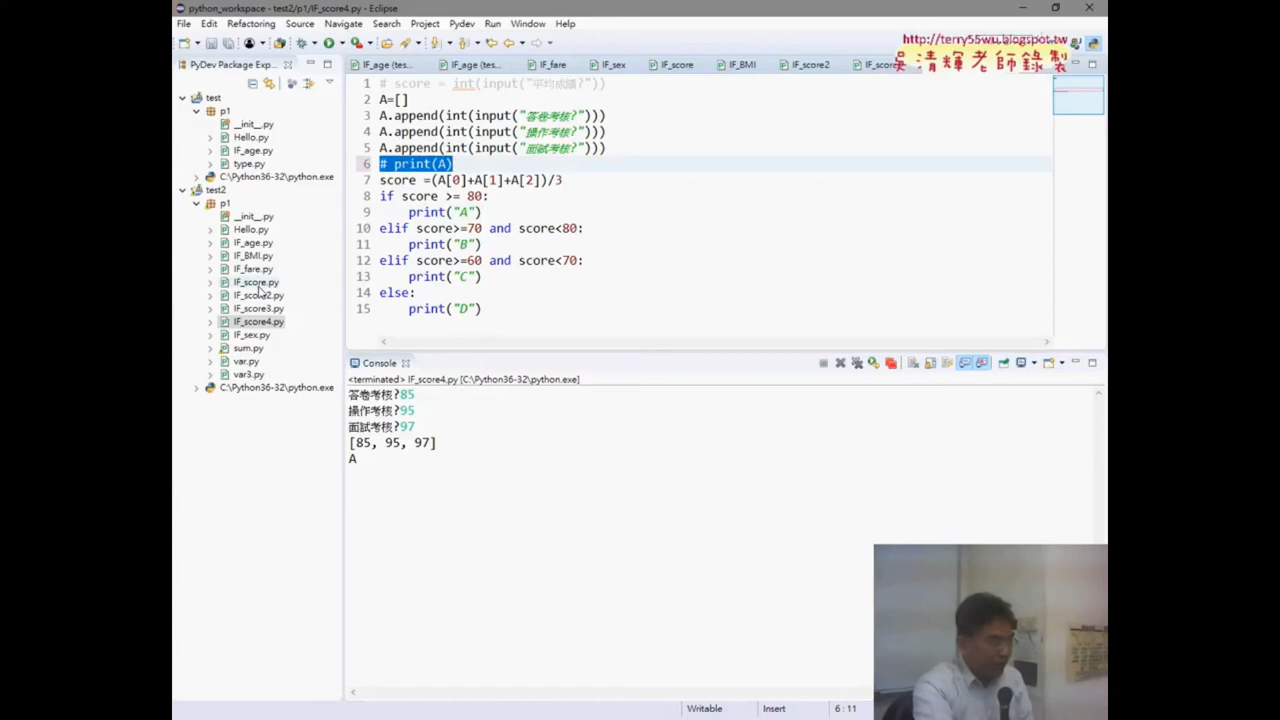 python_workspace - test2/p1/IF_score4.py - Eclipse
http://terry55wu.blogspot.tw
吳清輝老師錄製
File Edit Refactoring Source Navigate Search Project Pydev Run Window Help
PyDev Package Exp...
IF_age (tes... IF_age (tes... IF_fare IF_sex IF_score IF_BMI IF_score2 IF_score
test
p1
__init__.py
Hello.py
IF_age.py
type.py
C:\Python36-32\python.exe
test2
p1
__init__.py
Hello.py
IF_age.py
IF_BMI.py
IF_fare.py
IF_score.py
IF_score2.py
IF_score3.py
IF_score4.py
IF_sex.py
sum.py
var.py
var3.py
C:\Python36-32\python.exe
1 # score = int(input("平均成績?"))
2 A=[]
3 A.append(int(input("答卷考核?")))
4 A.append(int(input("操作考核?")))
5 A.append(int(input("面試考核?")))
6 # print(A)
7 score =(A[0]+A[1]+A[2])/3
8 if score >= 80:
9 print("A")
10 elif score>=70 and score<80:
11 print("B")
12 elif score>=60 and score<70:
13 print("C")
14 else:
15 print("D")
Console
<terminated> IF_score4.py [C:\Python36-32\python.exe]
答卷考核?85
操作考核?95
面試考核?97
[85, 95, 97]
A
Writable Insert 6 : 11